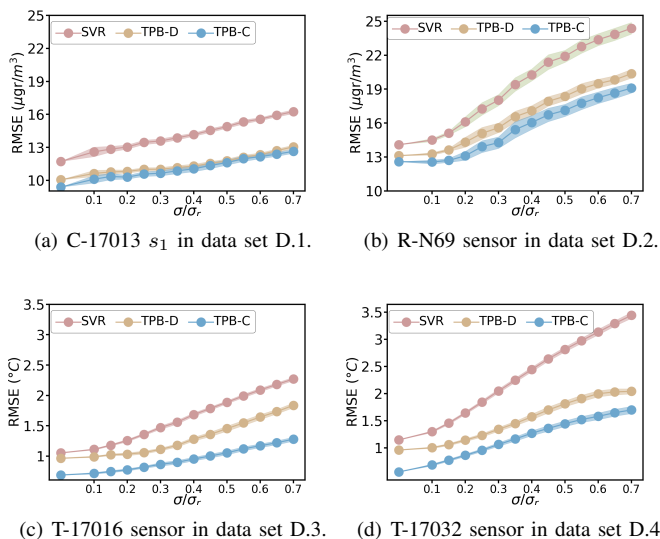 25
22
19
16
13
10
RMSE (μgr/m³)
SVR TPB-D TPB-C
0.1 0.2 0.3 0.4 0.5 0.6 0.7
σ/σᵣ
(a) C-17013 s₁ in data set D.1.
25
22
19
16
13
10
RMSE (μgr/m³)
SVR TPB-D TPB-C
0.1 0.2 0.3 0.4 0.5 0.6 0.7
σ/σᵣ
(b) R-N69 sensor in data set D.2.
3.5
3
2.5
2
1.5
1
RMSE (°C)
SVR TPB-D TPB-C
0.1 0.2 0.3 0.4 0.5 0.6 0.7
σ/σᵣ
(c) T-17016 sensor in data set D.3.
3.5
3
2.5
2
1.5
1
RMSE (°C)
SVR TPB-D TPB-C
0.1 0.2 0.3 0.4 0.5 0.6 0.7
σ/σᵣ
(d) T-17032 sensor in data set D.4